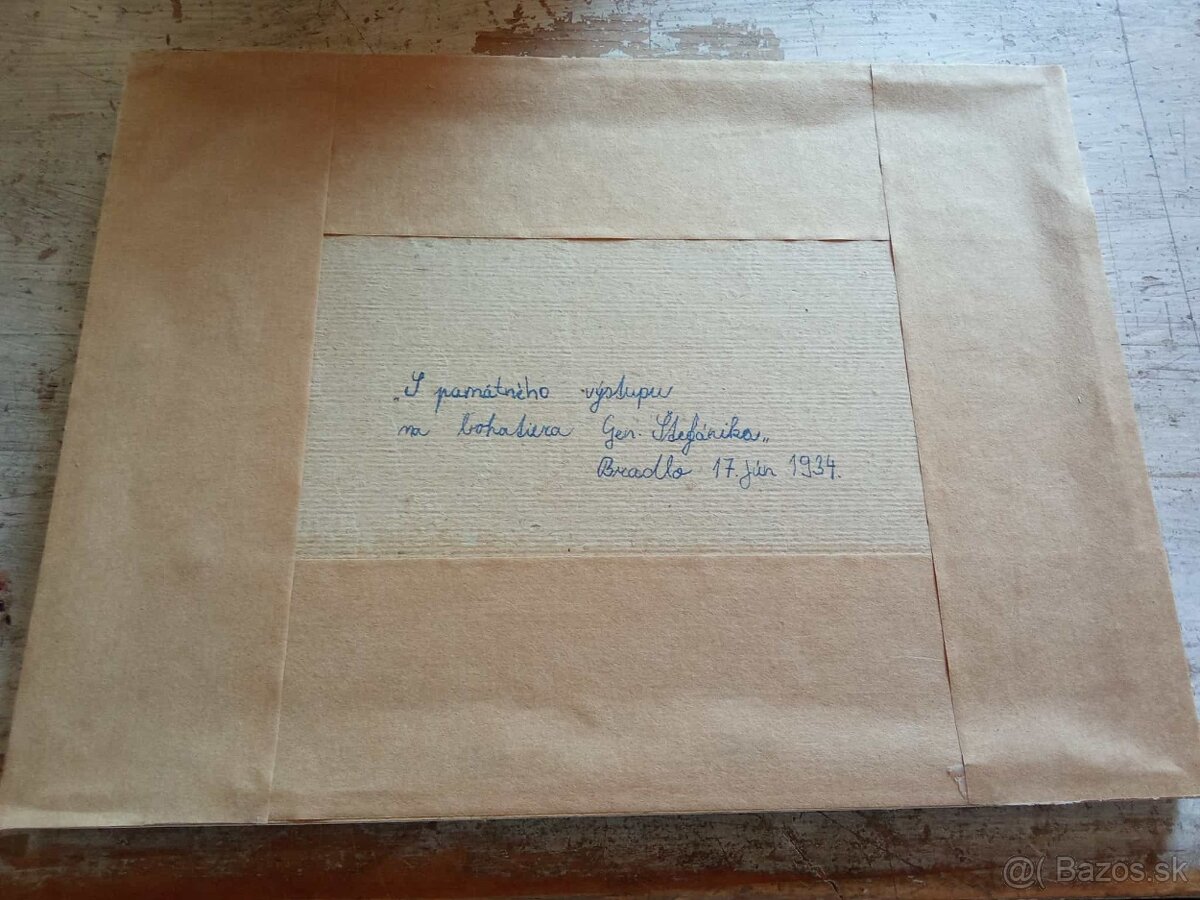 „S pamätného výstupu
na bohatiera Gen. Štefánika„
Bradlo 17. jún 1934.
@( Bazos.sk